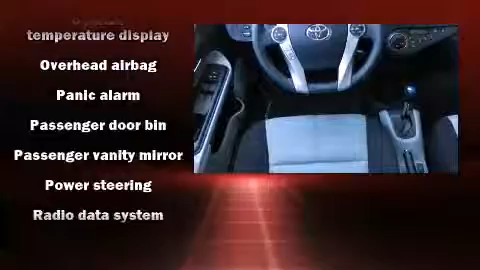 temperature display
Overhead airbag
Panic alarm
Passenger door bin
Passenger vanity mirror
Power steering
Radio data system